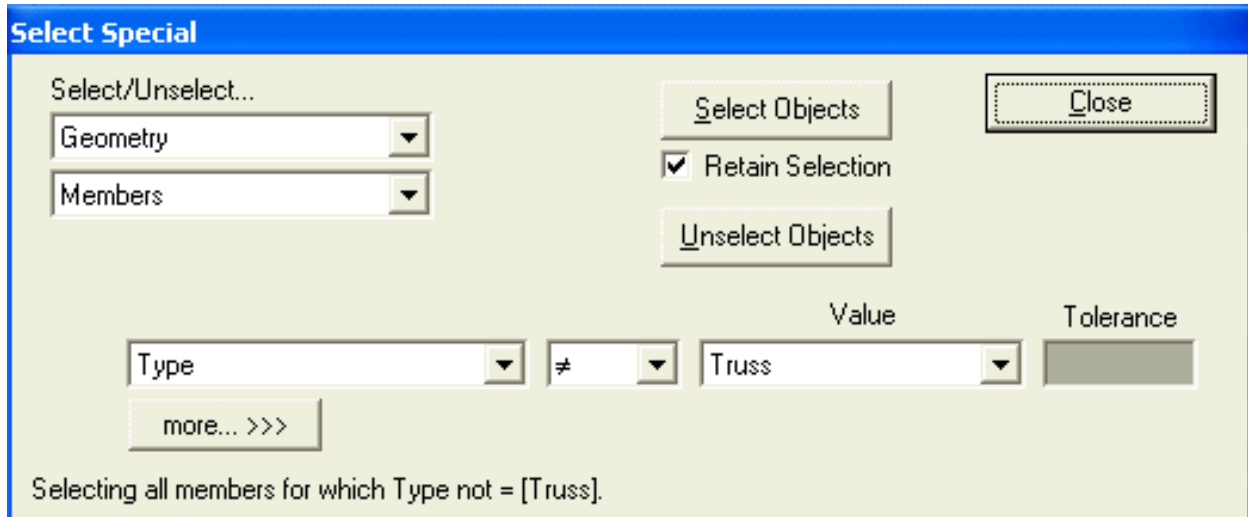 Select Special
Select/Unselect...
Geometry
Members
Select Objects
Retain Selection
Unselect Objects
Close
Value
Tolerance
Type
≠
Truss
more... >>>
Selecting all members for which Type not = [Truss].